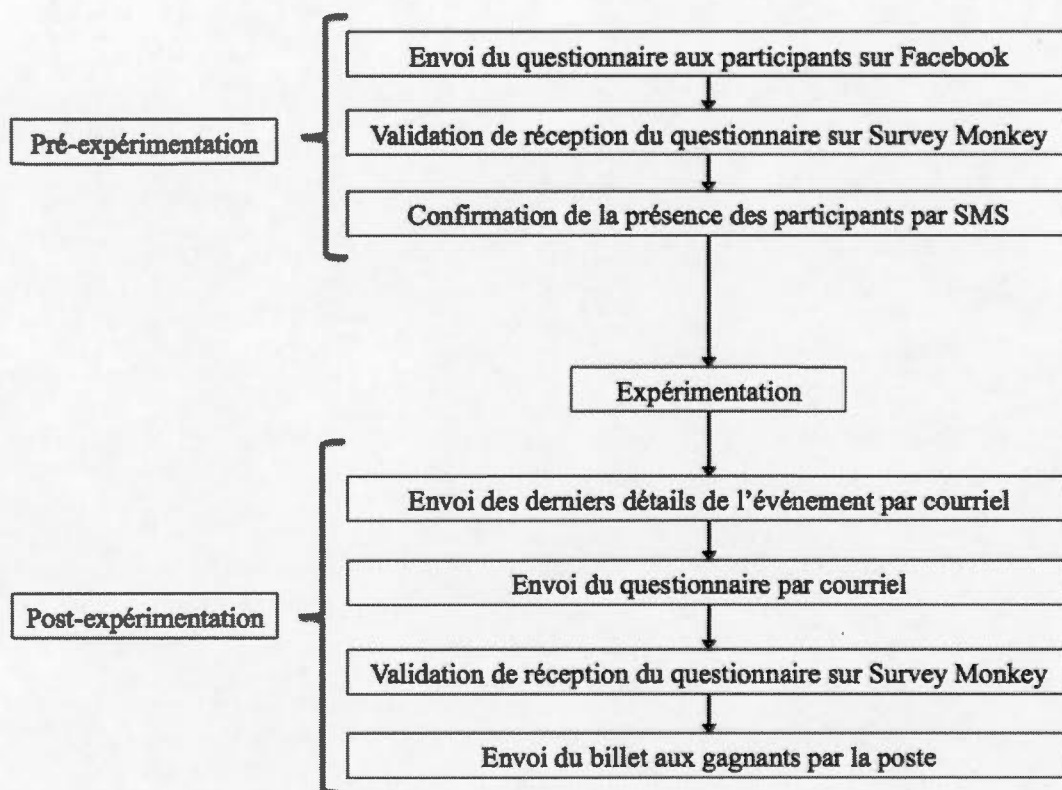 Envoi du questionnaire aux participants sur Facebook
Pré-expérimentation
Validation de réception du questionnaire sur Survey Monkey
Confirmation de la présence des participants par SMS
Expérimentation
Envoi des derniers détails de l'événement par courriel
Envoi du questionnaire par courriel
Post-expérimentation
Validation de réception du questionnaire sur Survey Monkey
Envoi du billet aux gagnants par la poste